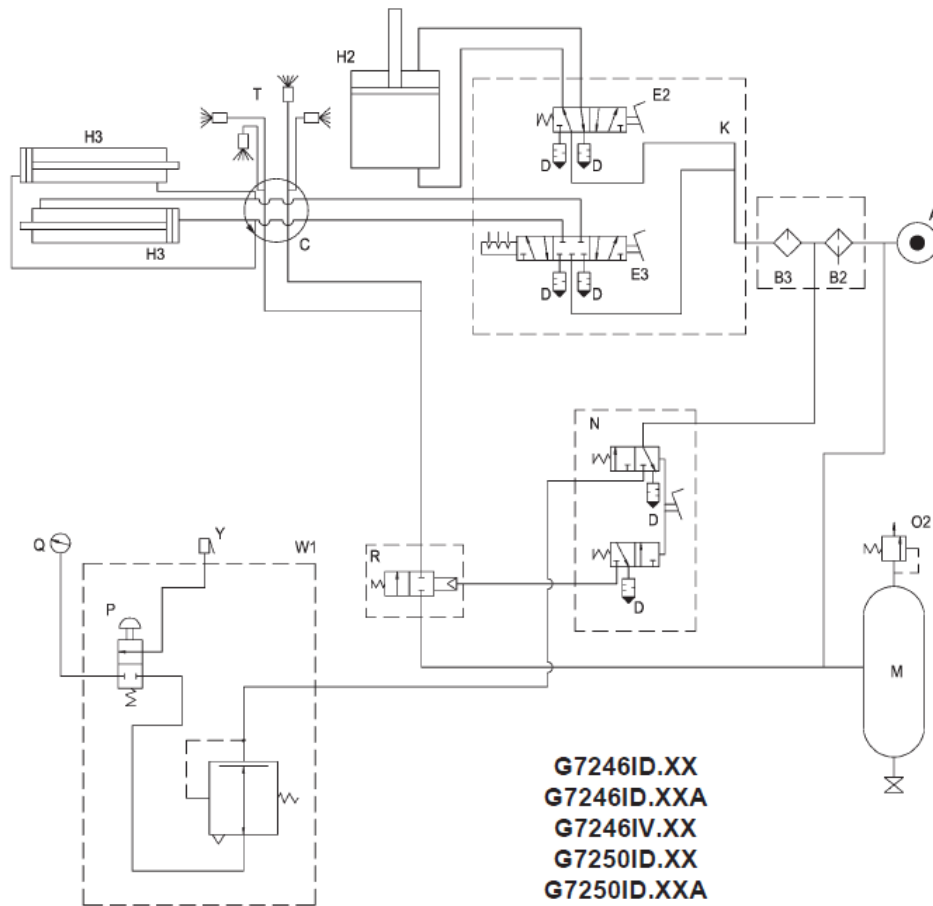 H2
T
E2
K
H3
D D
A
H3
C
E3
B3 B2
D D
N
O2
Y
D
Q
W1
R
P
D
M
G7246ID.XX
G7246ID.XXA
G7246IV.XX
G7250ID.XX
G7250ID.XXA